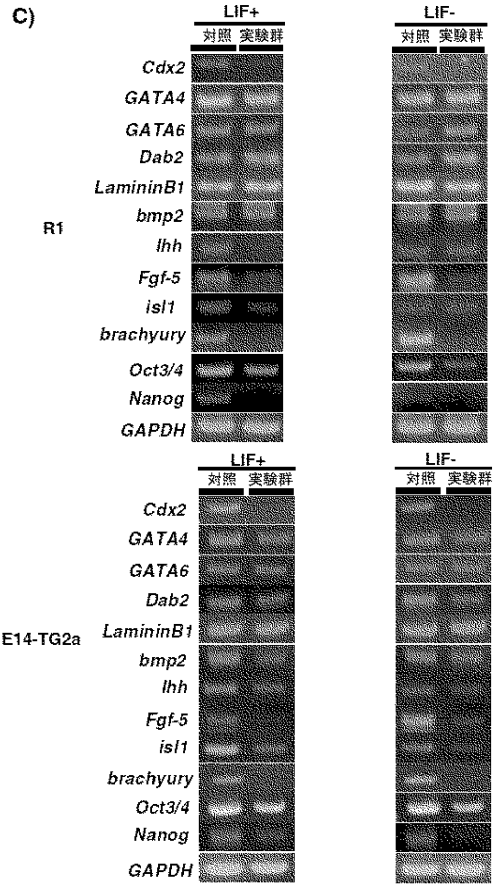 C)
LIF+ LIF-
対照 実験群 対照 実験群
Cdx2
GATA4
GATA6
Dab2
LamininB1
bmp2
R1
Ihh
Fgf-5
isl1
brachyury
Oct3/4
Nanog
GAPDH
LIF+ LIF-
対照 実験群 対照 実験群
Cdx2
GATA4
GATA6
Dab2
LamininB1
E14-TG2a
bmp2
Ihh
Fgf-5
isl1
brachyury
Oct3/4
Nanog
GAPDH